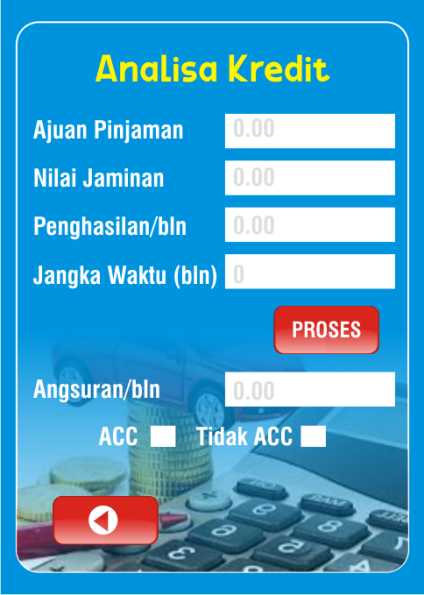 Analisa Kredit
Ajuan Pinjaman 0.00
Nilai Jaminan 0.00
Penghasilan/bln 0.00
Jangka Waktu (bln) 0
PROSES
Angsuran/bln 0.00
ACC Tidak ACC